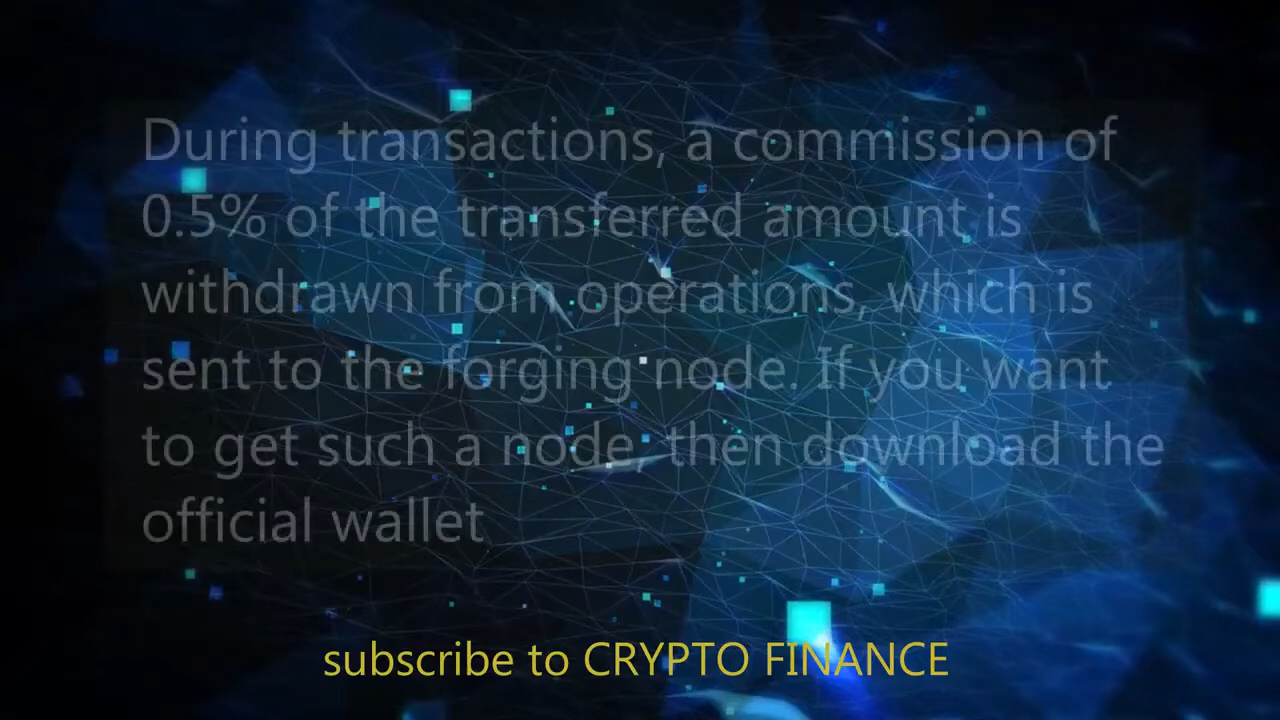 During transactions, a commission of
0.5% of the transferred amount is
withdrawn from operations, which is
sent to the forging node. If you want
to get such a node, then download the
official wallet
subscribe to CRYPTO FINANCE